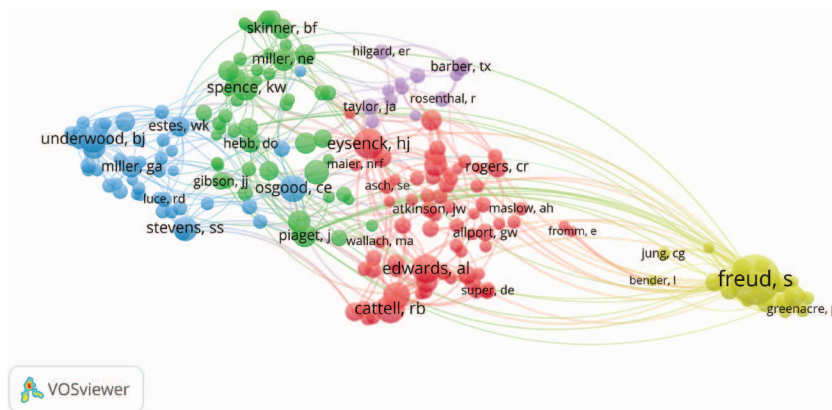 skinner, bf
miller, ne
hilgard, er
barber, tx
spence, kw
rosenthal, r
taylor, ja
estes, wk
underwood, bj
hebb, do
eysenck, hj
maier, nrf
rogers, cr
miller, ga
gibson, jj
osgood, ce
asch, se
luce, rd
atkinson, jw
maslow, ah
stevens, ss
piaget, j
wallach, ma
allport, gw
fromm, e
jung, cg
edwards, al
bender, l
freud, s
super, de
cattell, rb
greenacre, p
VOSviewer